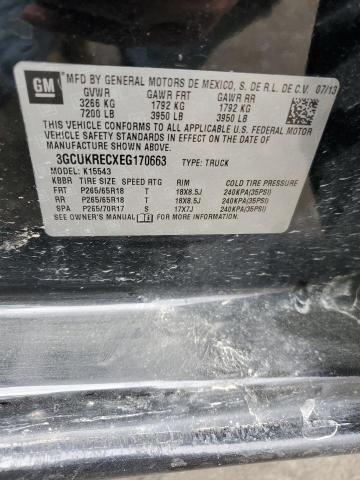 GM
MFD BY GENERAL MOTORS DE MEXICO, S. DE R.L. DE C.V. 07/13
GVWR GAWR FRT GAWR RR
3266 KG 1792 KG 1792 KG
7200 LB 3950 LB 3950 LB
THIS VEHICLE CONFORMS TO ALL APPLICABLE U.S. FEDERAL MOTOR
VEHICLE SAFETY STANDARDS IN EFFECT ON THE DATE OF
MANUFACTURE SHOWN ABOVE.
3GCUKRECXEG170663 TYPE: TRUCK
MODEL: K15543
KBBR TIRE SIZE SPEED RTG RIM COLD TIRE PRESSURE
FRT P265/65R18 T 18X8.5J 240KPA(35PSI)
RR P265/65R18 T 18X8.5J 240KPA(35PSI)
SPA P265/70R17 S 17X7J 240KPA(35PSI)
SEE OWNER'S MANUAL FOR MORE INFORMATION